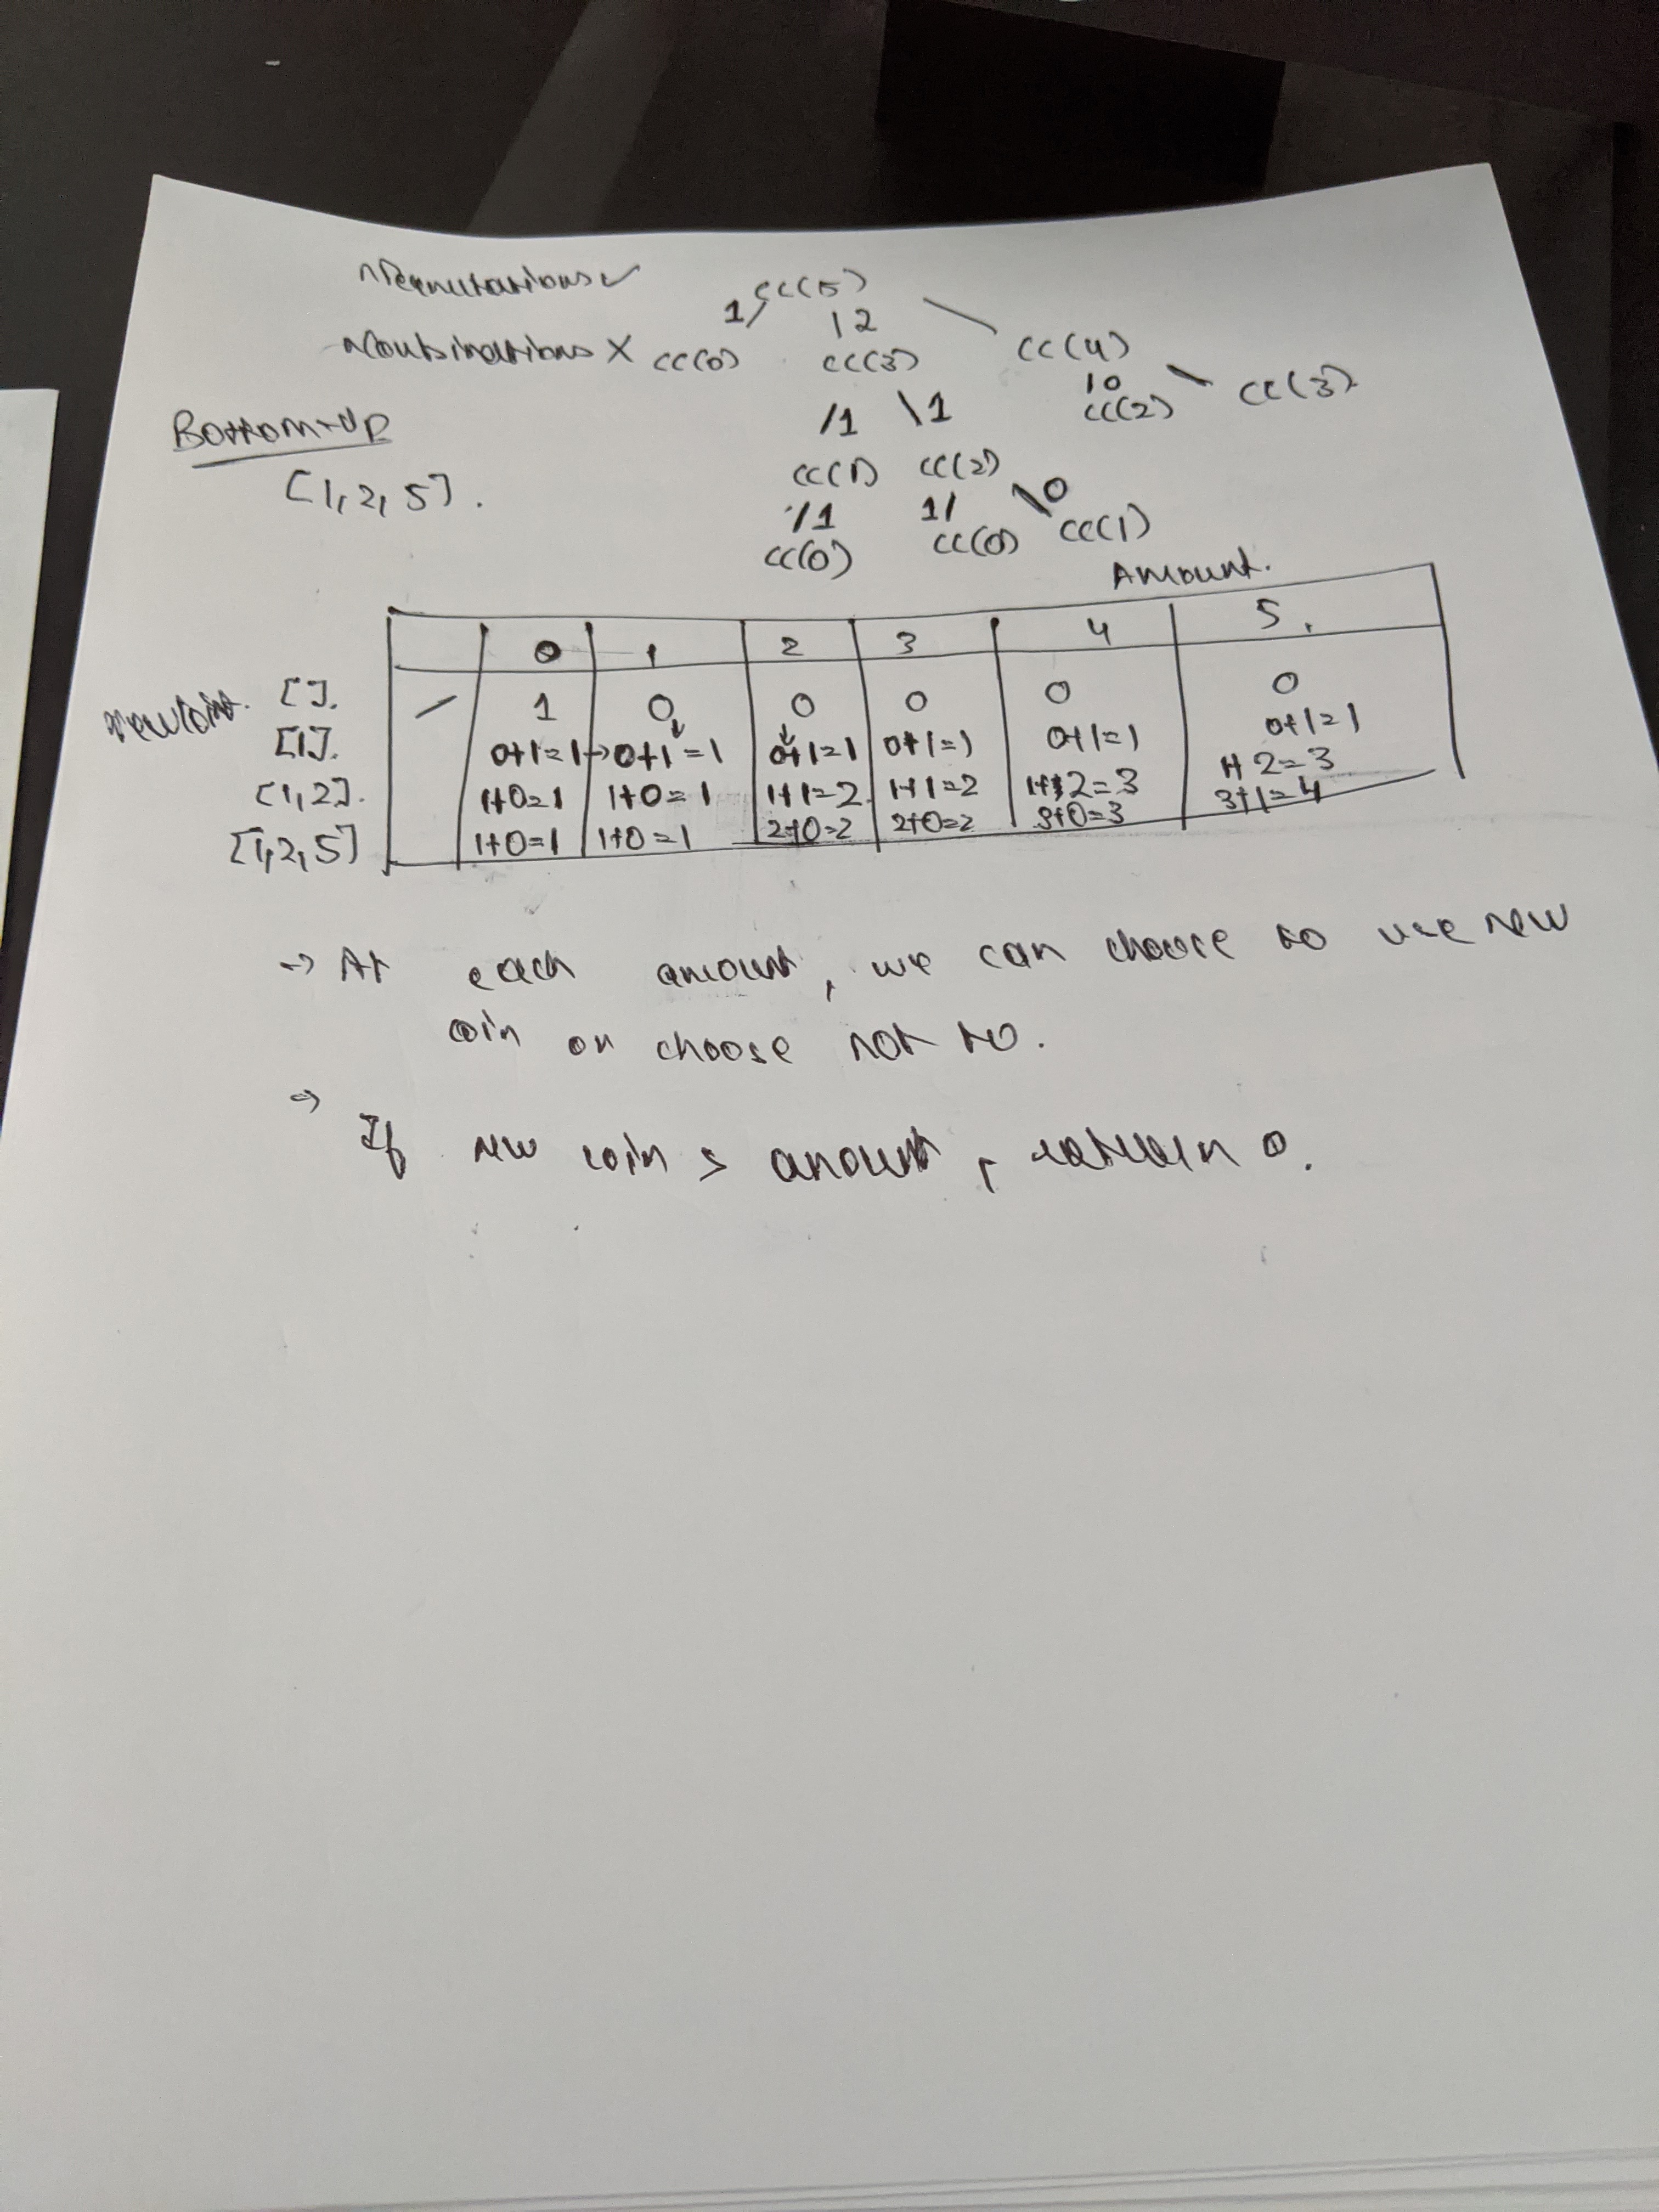 nPermutations ✓
nCombinations X
cc(5)
1/ | 2 \
cc(0) cc(3) cc(4)
| 0 \
cc(2) cc(3)
/1 \1
cc(1) cc(2)
/1 1/ \0
cc(0) cc(0) cc(1)
Bottom-Up
[1,2,5].
Amount.
0 1 2 3 4 5.
new coin. [ ]. 1 0 0 0 0 0
[1]. 0+1=1→0+1=1 0+1=1 0+1=1 0+1=1 0+1=1
[1,2]. 1+0=1 1+0=1 1+1=2 1+1=2 1+2=3 1+2=3
[1,2,5] 1+0=1 1+0=1 2+0=2 2+0=2 3+0=3 3+1=4
→ At each amount, we can choose to use new
coin or choose not to.
→
If new coin > amount, return 0.